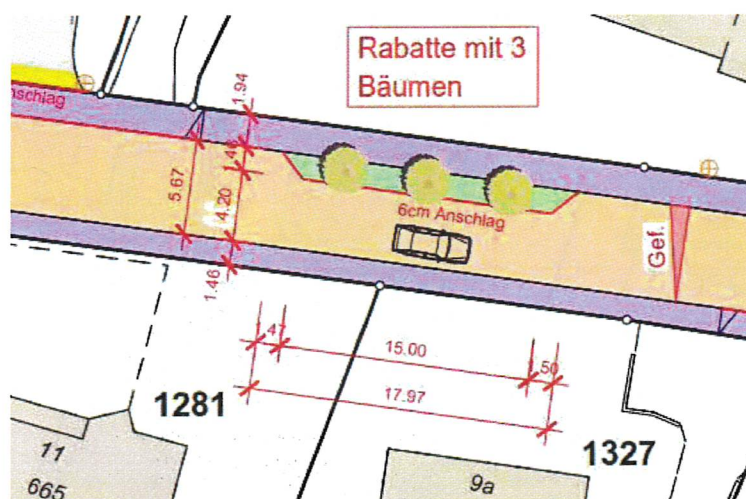 Rabatte mit 3
Bäumen
nschlag
1.94
1.46
5.67
4.20
1.46
6cm Anschlag
Gef.
.47
15.00
.50
17.97
1281
1327
11
665
9a